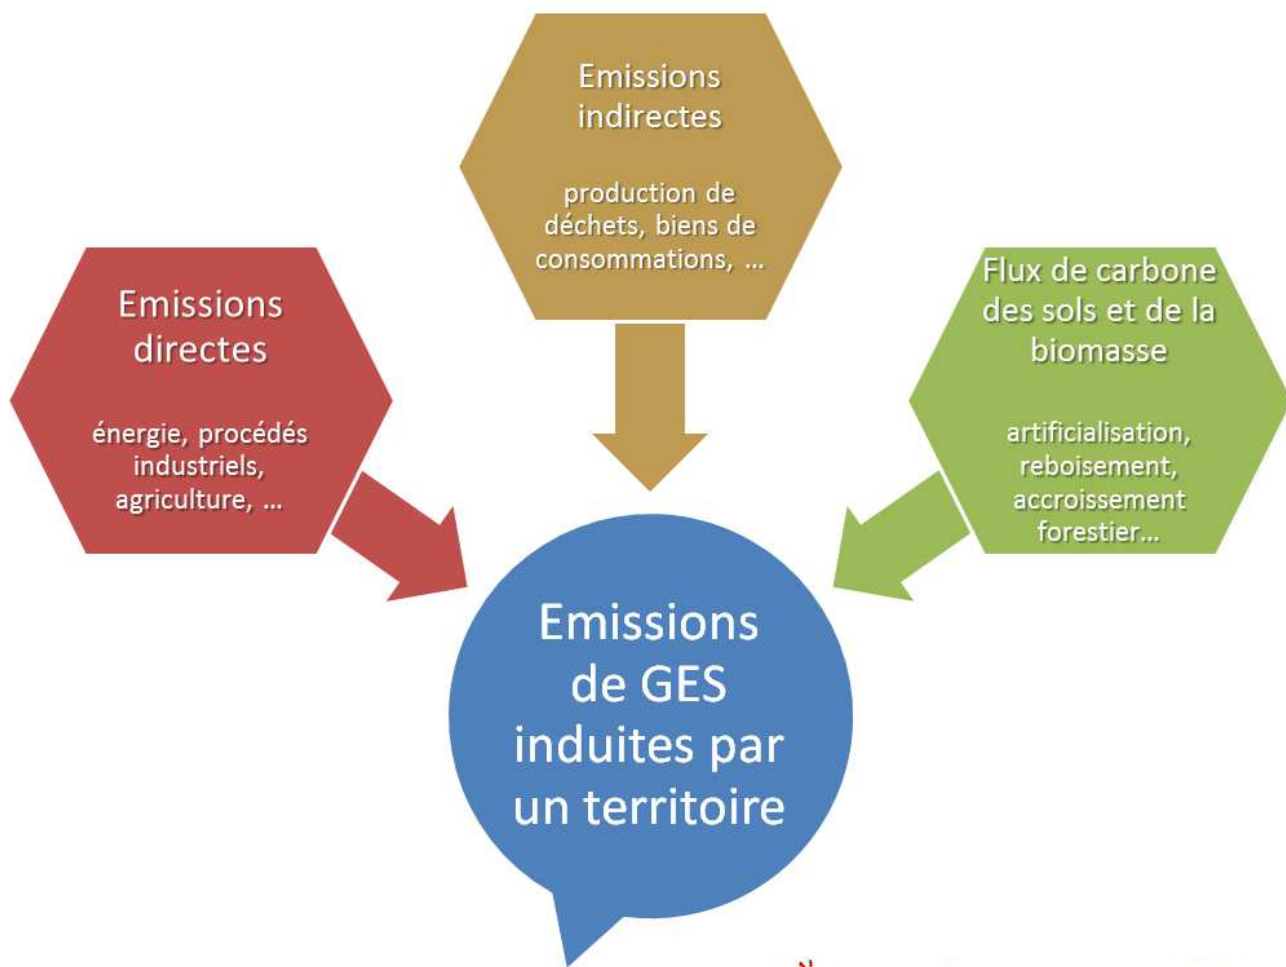 Emissions
indirectes
production de
déchets, biens de
consommations, ...
Emissions
directes
énergie, procédés
industriels,
agriculture, ...
Flux de carbone
des sols et de la
biomasse
artificialisation,
reboisement,
accroissement
forestier...
Emissions
de GES
induites par
un territoire